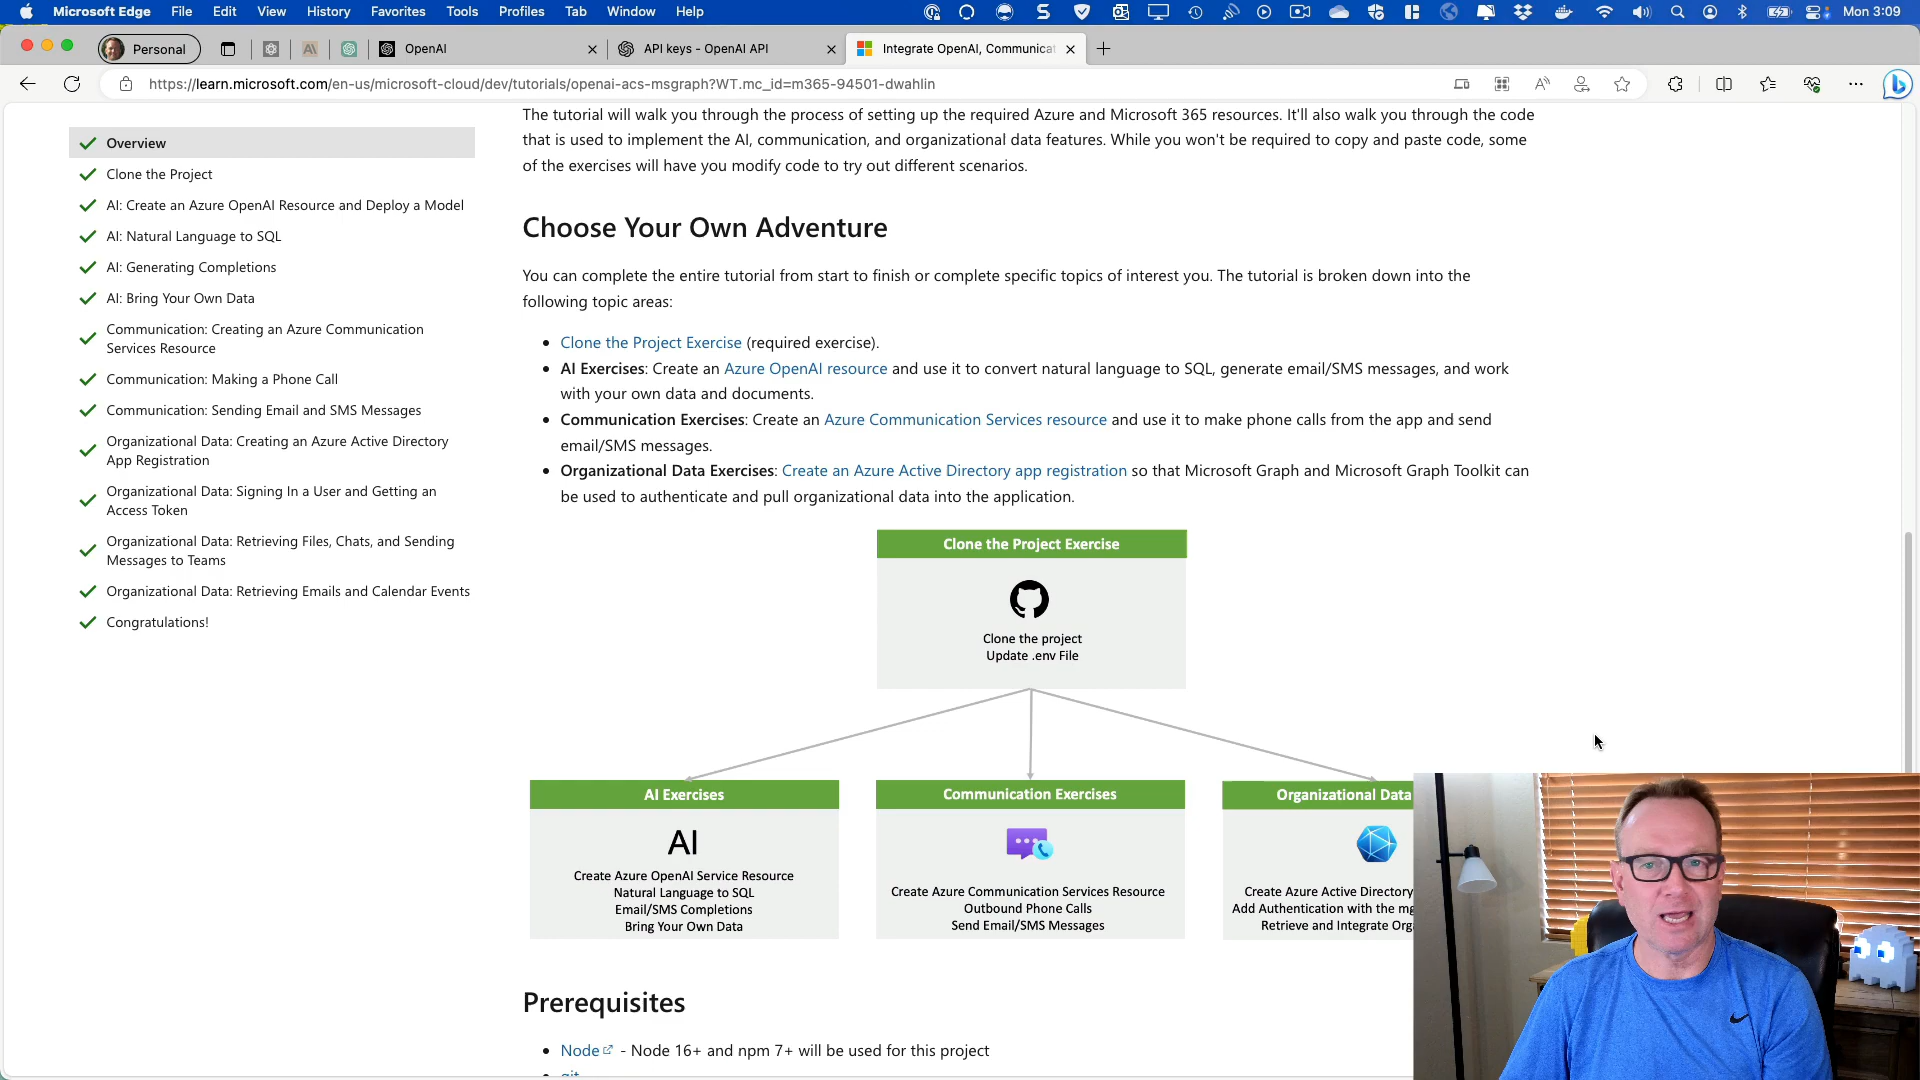 Microsoft Edge File Edit View History Favorites Tools Profiles Tab Window Help Mon 3:09
Personal OpenAI API keys - OpenAI API Integrate OpenAI, Communicat
https://learn.microsoft.com/en-us/microsoft-cloud/dev/tutorials/openai-acs-msgraph?WT.mc_id=m365-94501-dwahlin
Overview
Clone the Project
AI: Create an Azure OpenAI Resource and Deploy a Model
AI: Natural Language to SQL
AI: Generating Completions
AI: Bring Your Own Data
Communication: Creating an Azure Communication
Services Resource
Communication: Making a Phone Call
Communication: Sending Email and SMS Messages
Organizational Data: Creating an Azure Active Directory
App Registration
Organizational Data: Signing In a User and Getting an
Access Token
Organizational Data: Retrieving Files, Chats, and Sending
Messages to Teams
Organizational Data: Retrieving Emails and Calendar Events
Congratulations!
The tutorial will walk you through the process of setting up the required Azure and Microsoft 365 resources. It'll also walk you through the code
that is used to implement the AI, communication, and organizational data features. While you won't be required to copy and paste code, some
of the exercises will have you modify code to try out different scenarios.
Choose Your Own Adventure
You can complete the entire tutorial from start to finish or complete specific topics of interest you. The tutorial is broken down into the
following topic areas:
Clone the Project Exercise (required exercise).
AI Exercises: Create an Azure OpenAI resource and use it to convert natural language to SQL, generate email/SMS messages, and work
with your own data and documents.
Communication Exercises: Create an Azure Communication Services resource and use it to make phone calls from the app and send
email/SMS messages.
Organizational Data Exercises: Create an Azure Active Directory app registration so that Microsoft Graph and Microsoft Graph Toolkit can
be used to authenticate and pull organizational data into the application.
Clone the Project Exercise
Clone the project
Update .env File
AI Exercises
AI
Create Azure OpenAI Service Resource
Natural Language to SQL
Email/SMS Completions
Bring Your Own Data
Communication Exercises
Create Azure Communication Services Resource
Outbound Phone Calls
Send Email/SMS Messages
Organizational Data
Create Azure Active Directory
Add Authentication with the mg
Retrieve and Integrate Org
Prerequisites
Node - Node 16+ and npm 7+ will be used for this project
git